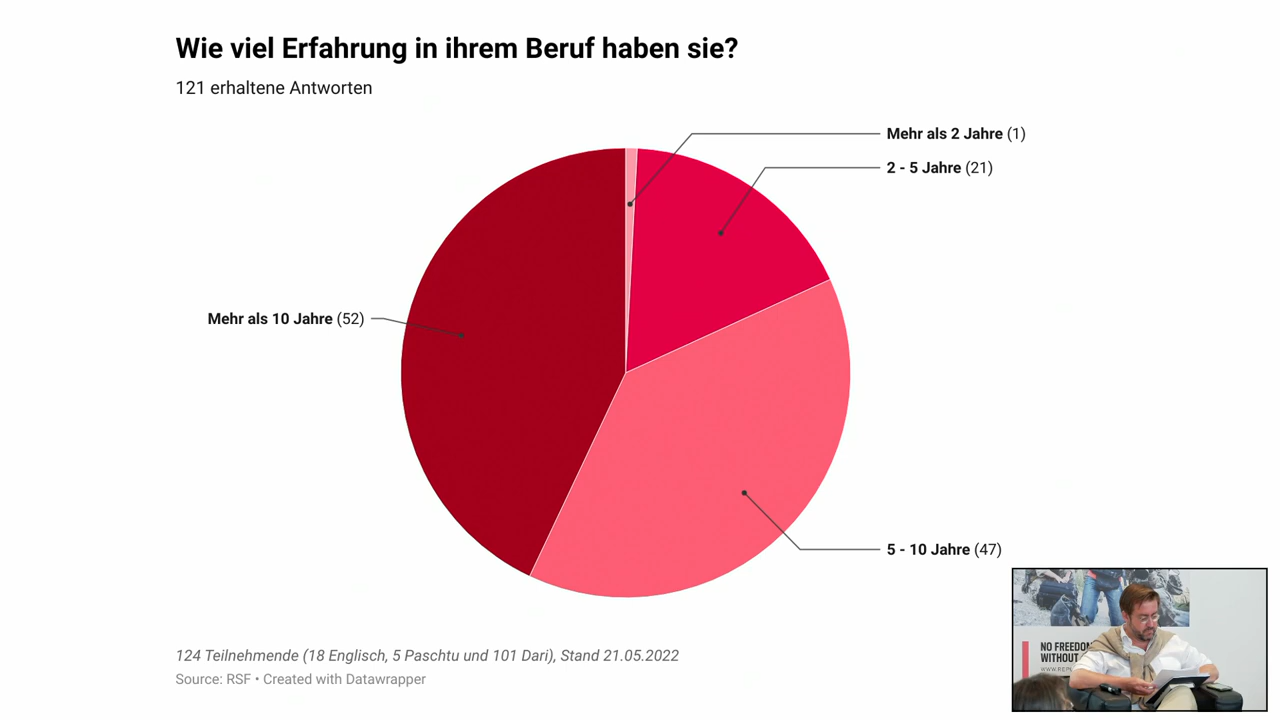 Wie viel Erfahrung in ihrem Beruf haben sie?
121 erhaltene Antworten
Mehr als 2 Jahre (1)
2 - 5 Jahre (21)
Mehr als 10 Jahre (52)
5 - 10 Jahre (47)
124 Teilnehmende (18 Englisch, 5 Paschtu und 101 Dari), Stand 21.05.2022
Source: RSF • Created with Datawrapper
NO FREEDOM
WITHOUT